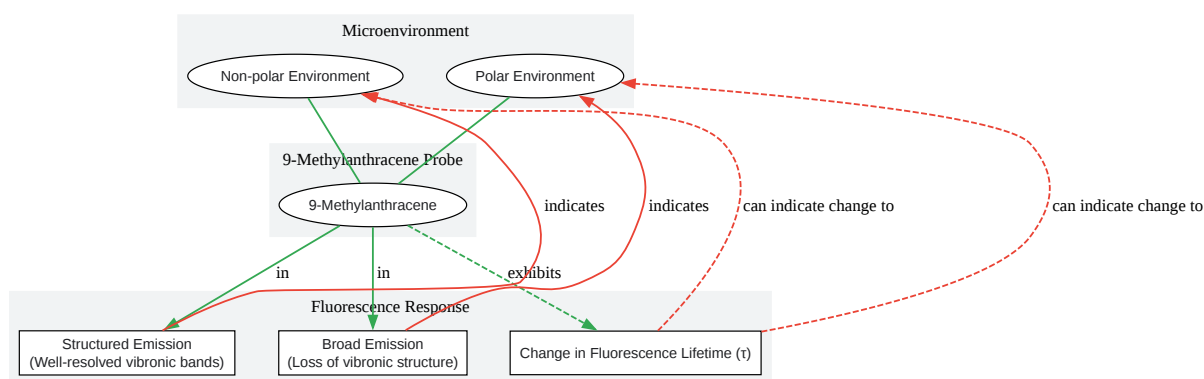 Microenvironment
Non-polar Environment
Polar Environment
9-Methylanthracene Probe
9-Methylanthracene
indicates
indicates
can indicate change to
can indicate change to
in
in
exhibits
Fluorescence Response
Structured Emission
(Well-resolved vibronic bands)
Broad Emission
(Loss of vibronic structure)
Change in Fluorescence Lifetime (τ)